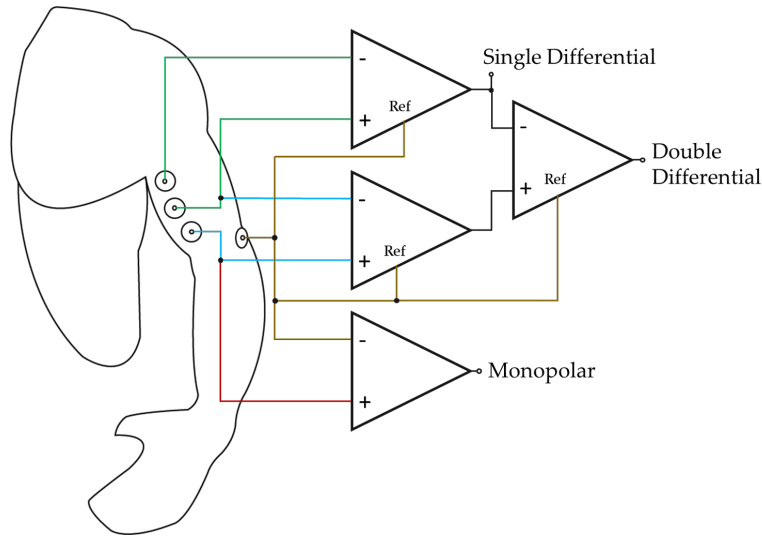 Single Differential
-
+
Ref
-
+
Ref
Double
Differential
-
+
Ref
-
+
Monopolar